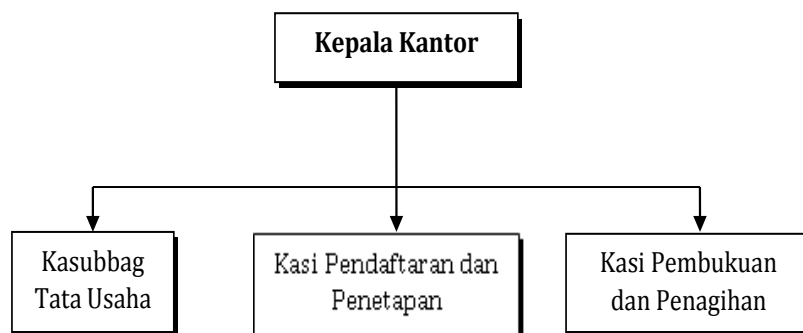 Kepala Kantor
Kasubbag
Tata Usaha
Kasi Pendaftaran dan
Penetapan
Kasi Pembukuan
dan Penagihan